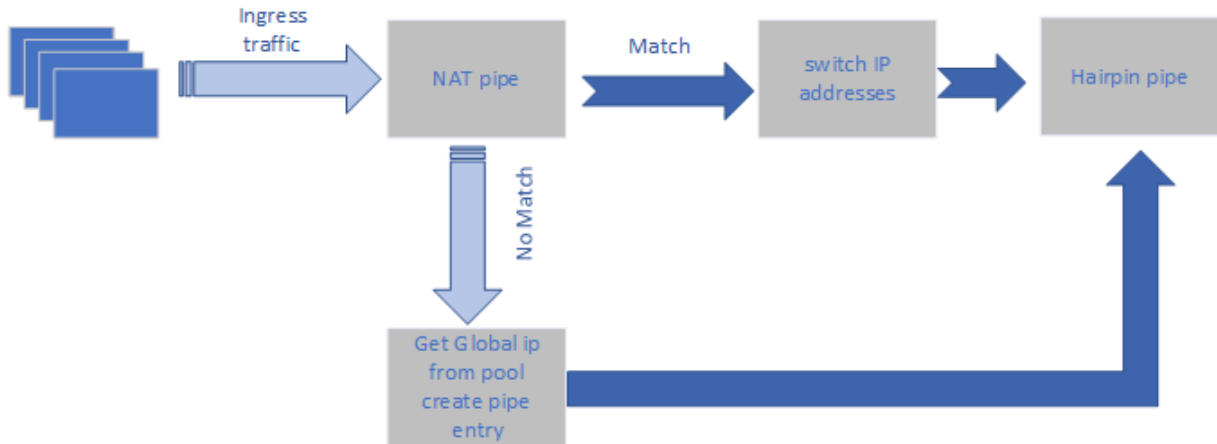 Ingress
traffic
NAT pipe
Match
switch IP
addresses
Hairpin pipe
No Match
Get Global ip
from pool
create pipe
entry